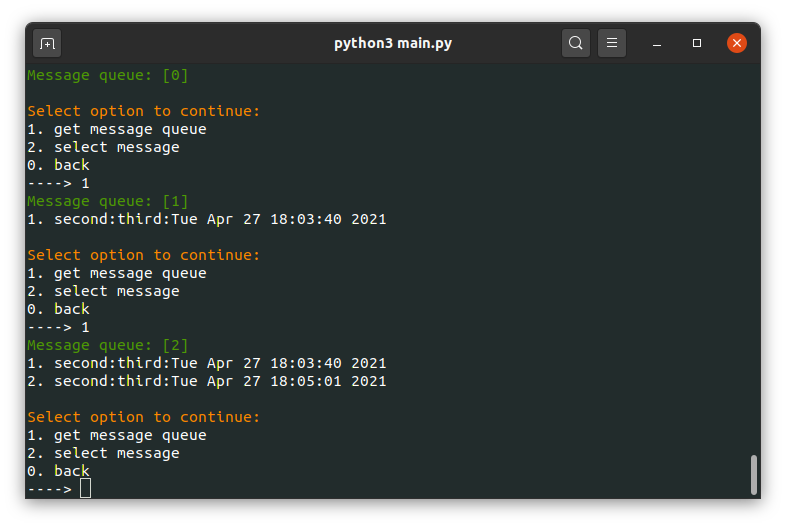 python3 main.py
Message queue: [0]
Select option to continue:
1. get message queue
2. select message
0. back
----> 1
Message queue: [1]
1. second:third:Tue Apr 27 18:03:40 2021
Select option to continue:
1. get message queue
2. select message
0. back
----> 1
Message queue: [2]
1. second:third:Tue Apr 27 18:03:40 2021
2. second:third:Tue Apr 27 18:05:01 2021
Select option to continue:
1. get message queue
2. select message
0. back
---->